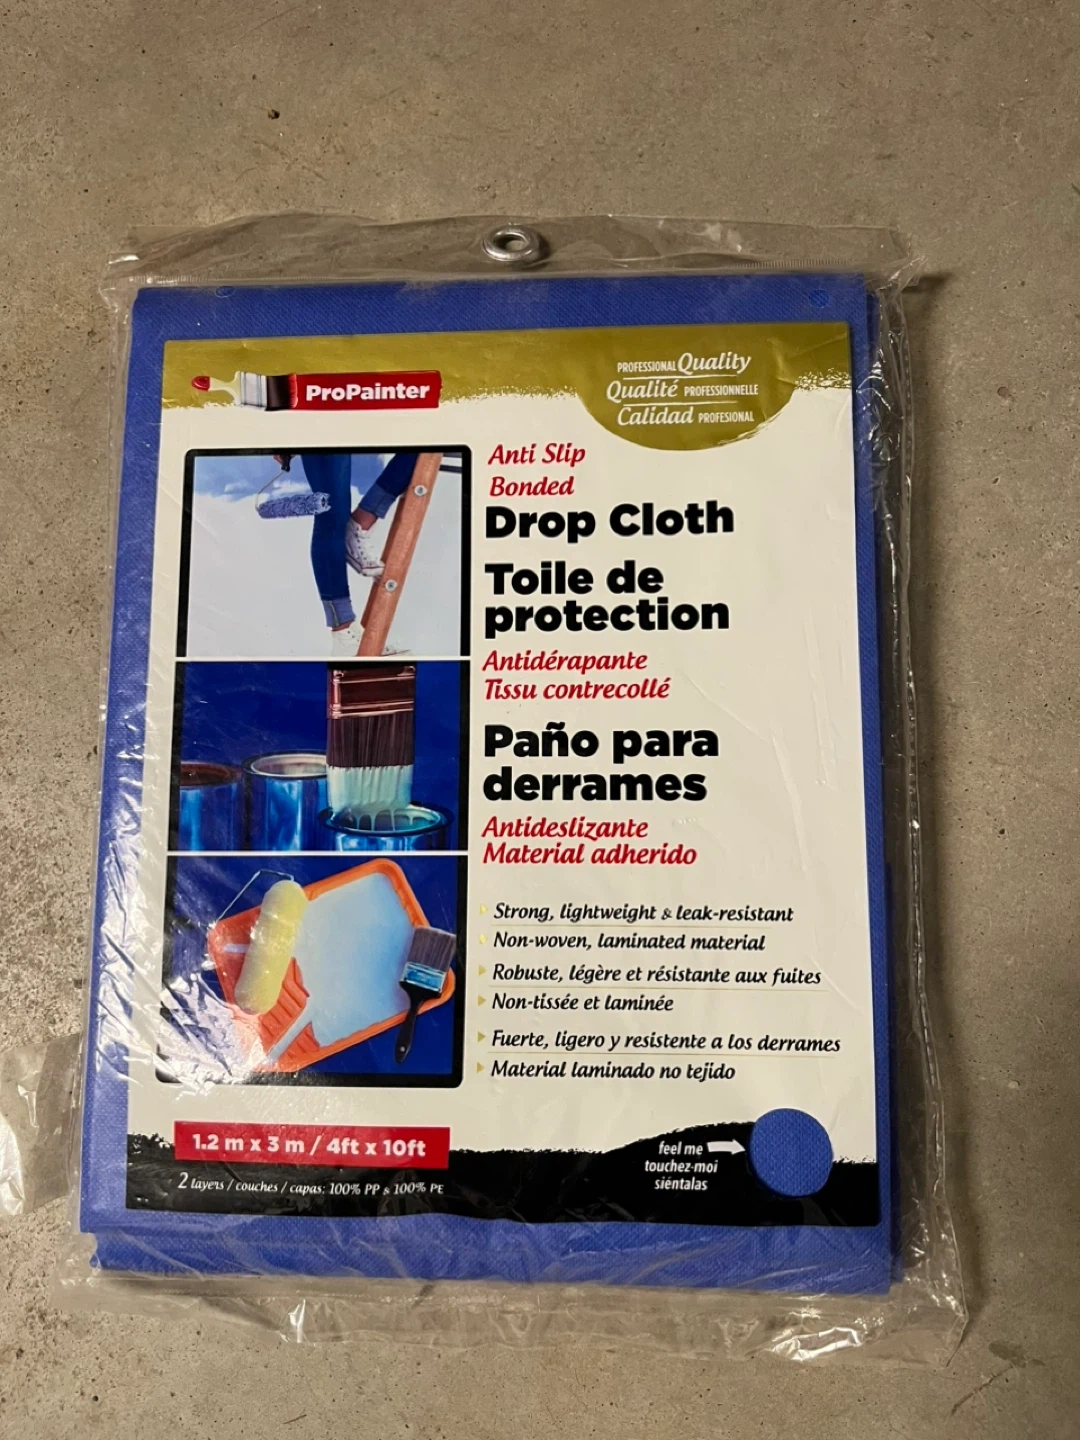 ProPainter
PROFESSIONAL Quality
Qualité PROFESSIONNELLE
Calidad PROFESIONAL
Anti Slip
Bonded
Drop Cloth
Toile de
protection
Antidérapante
Tissu contrecollé
Paño para
derrames
Antideslizante
Material adherido
Strong, lightweight & leak-resistant
Non-woven, laminated material
Robuste, légère et résistante aux fuites
Non-tissée et laminée
Fuerte, ligero y resistente a los derrames
Material laminado no tejido
1.2 m x 3 m / 4ft x 10ft
2 layers / couches / capas: 100% PP & 100% PE
feel me
touchez-moi
siéntalas